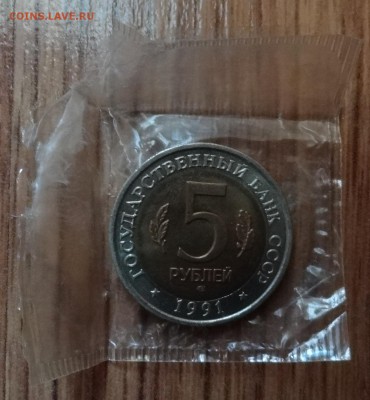 COINS.LAVE.RU
ГОСУДАРСТВЕННЫЙ БАНК СССР
5
РУБЛЕЙ
1991